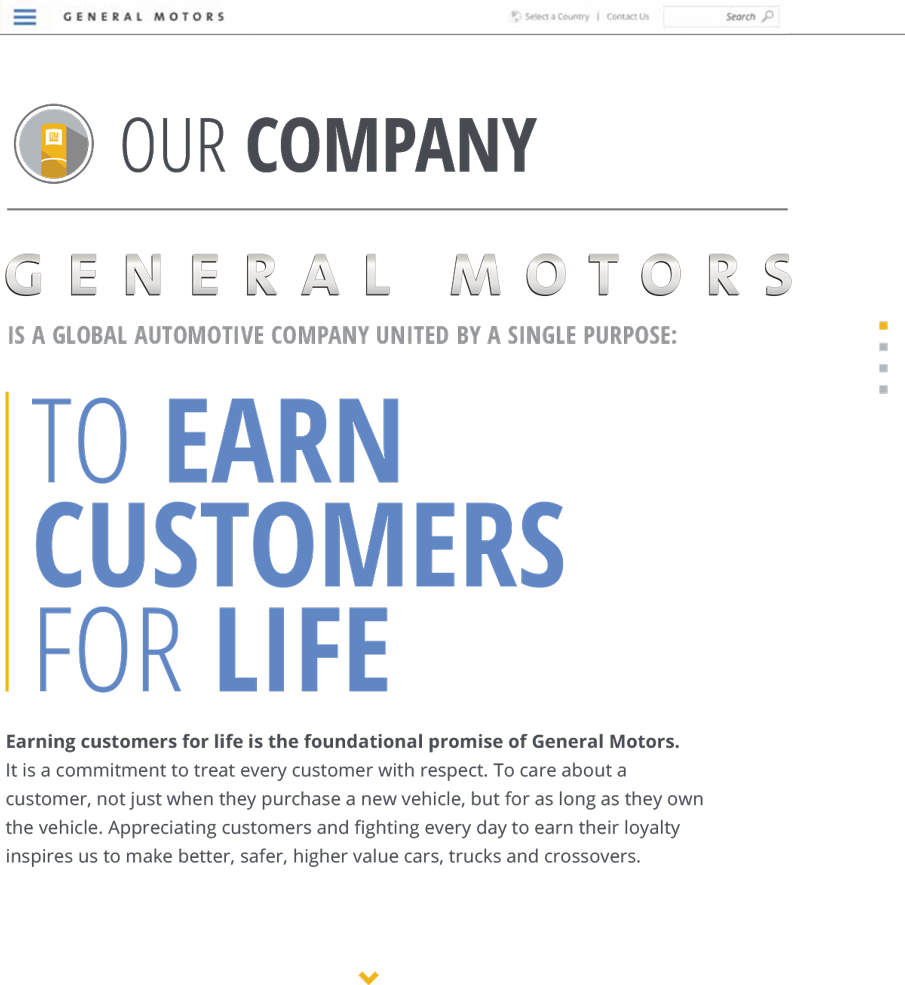 GENERAL MOTORS
Select a Country | Contact Us
Search
GM
OUR COMPANY
GENERAL MOTORS
IS A GLOBAL AUTOMOTIVE COMPANY UNITED BY A SINGLE PURPOSE:
TO EARN
CUSTOMERS
FOR LIFE
Earning customers for life is the foundational promise of General Motors.
It is a commitment to treat every customer with respect. To care about a
customer, not just when they purchase a new vehicle, but for as long as they own
the vehicle. Appreciating customers and fighting every day to earn their loyalty
inspires us to make better, safer, higher value cars, trucks and crossovers.